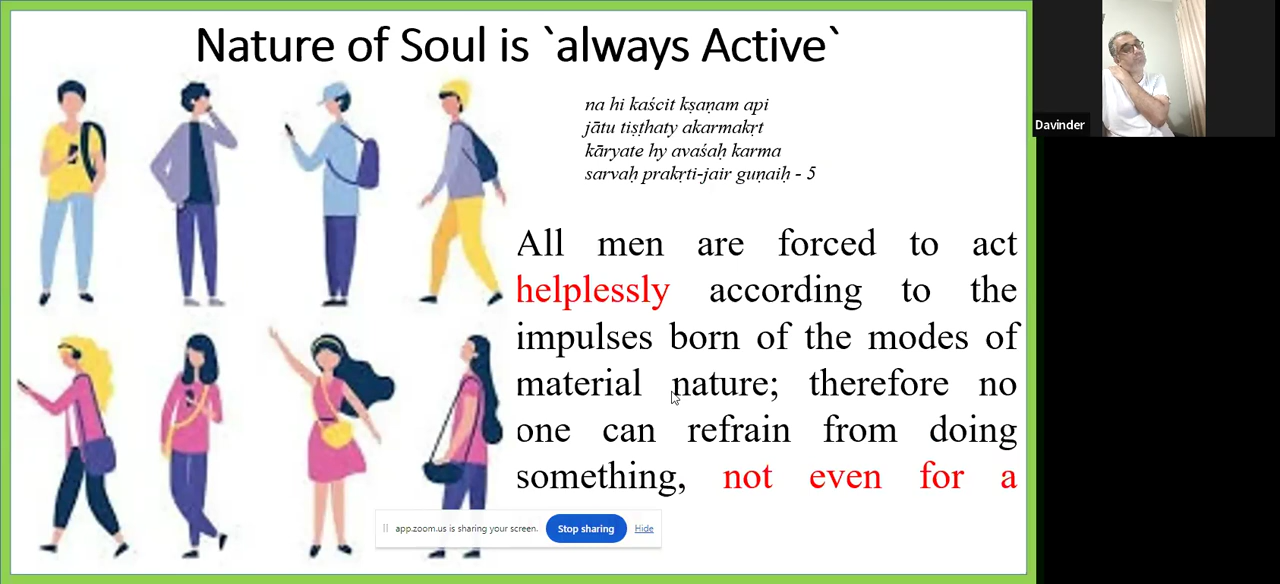 Nature of Soul is `always Active`
na hi kaścit kṣaṇam api
jātu tiṣṭhaty akarmakṛt
kāryate hy avaśaḥ karma
sarvaḥ prakṛti-jair guṇaiḥ - 5
All men are forced to act
helplessly according to the
impulses born of the modes of
material nature; therefore no
one can refrain from doing
something, not even for a
app.zoom.us is sharing your screen.
Stop sharing
Hide
Davinder